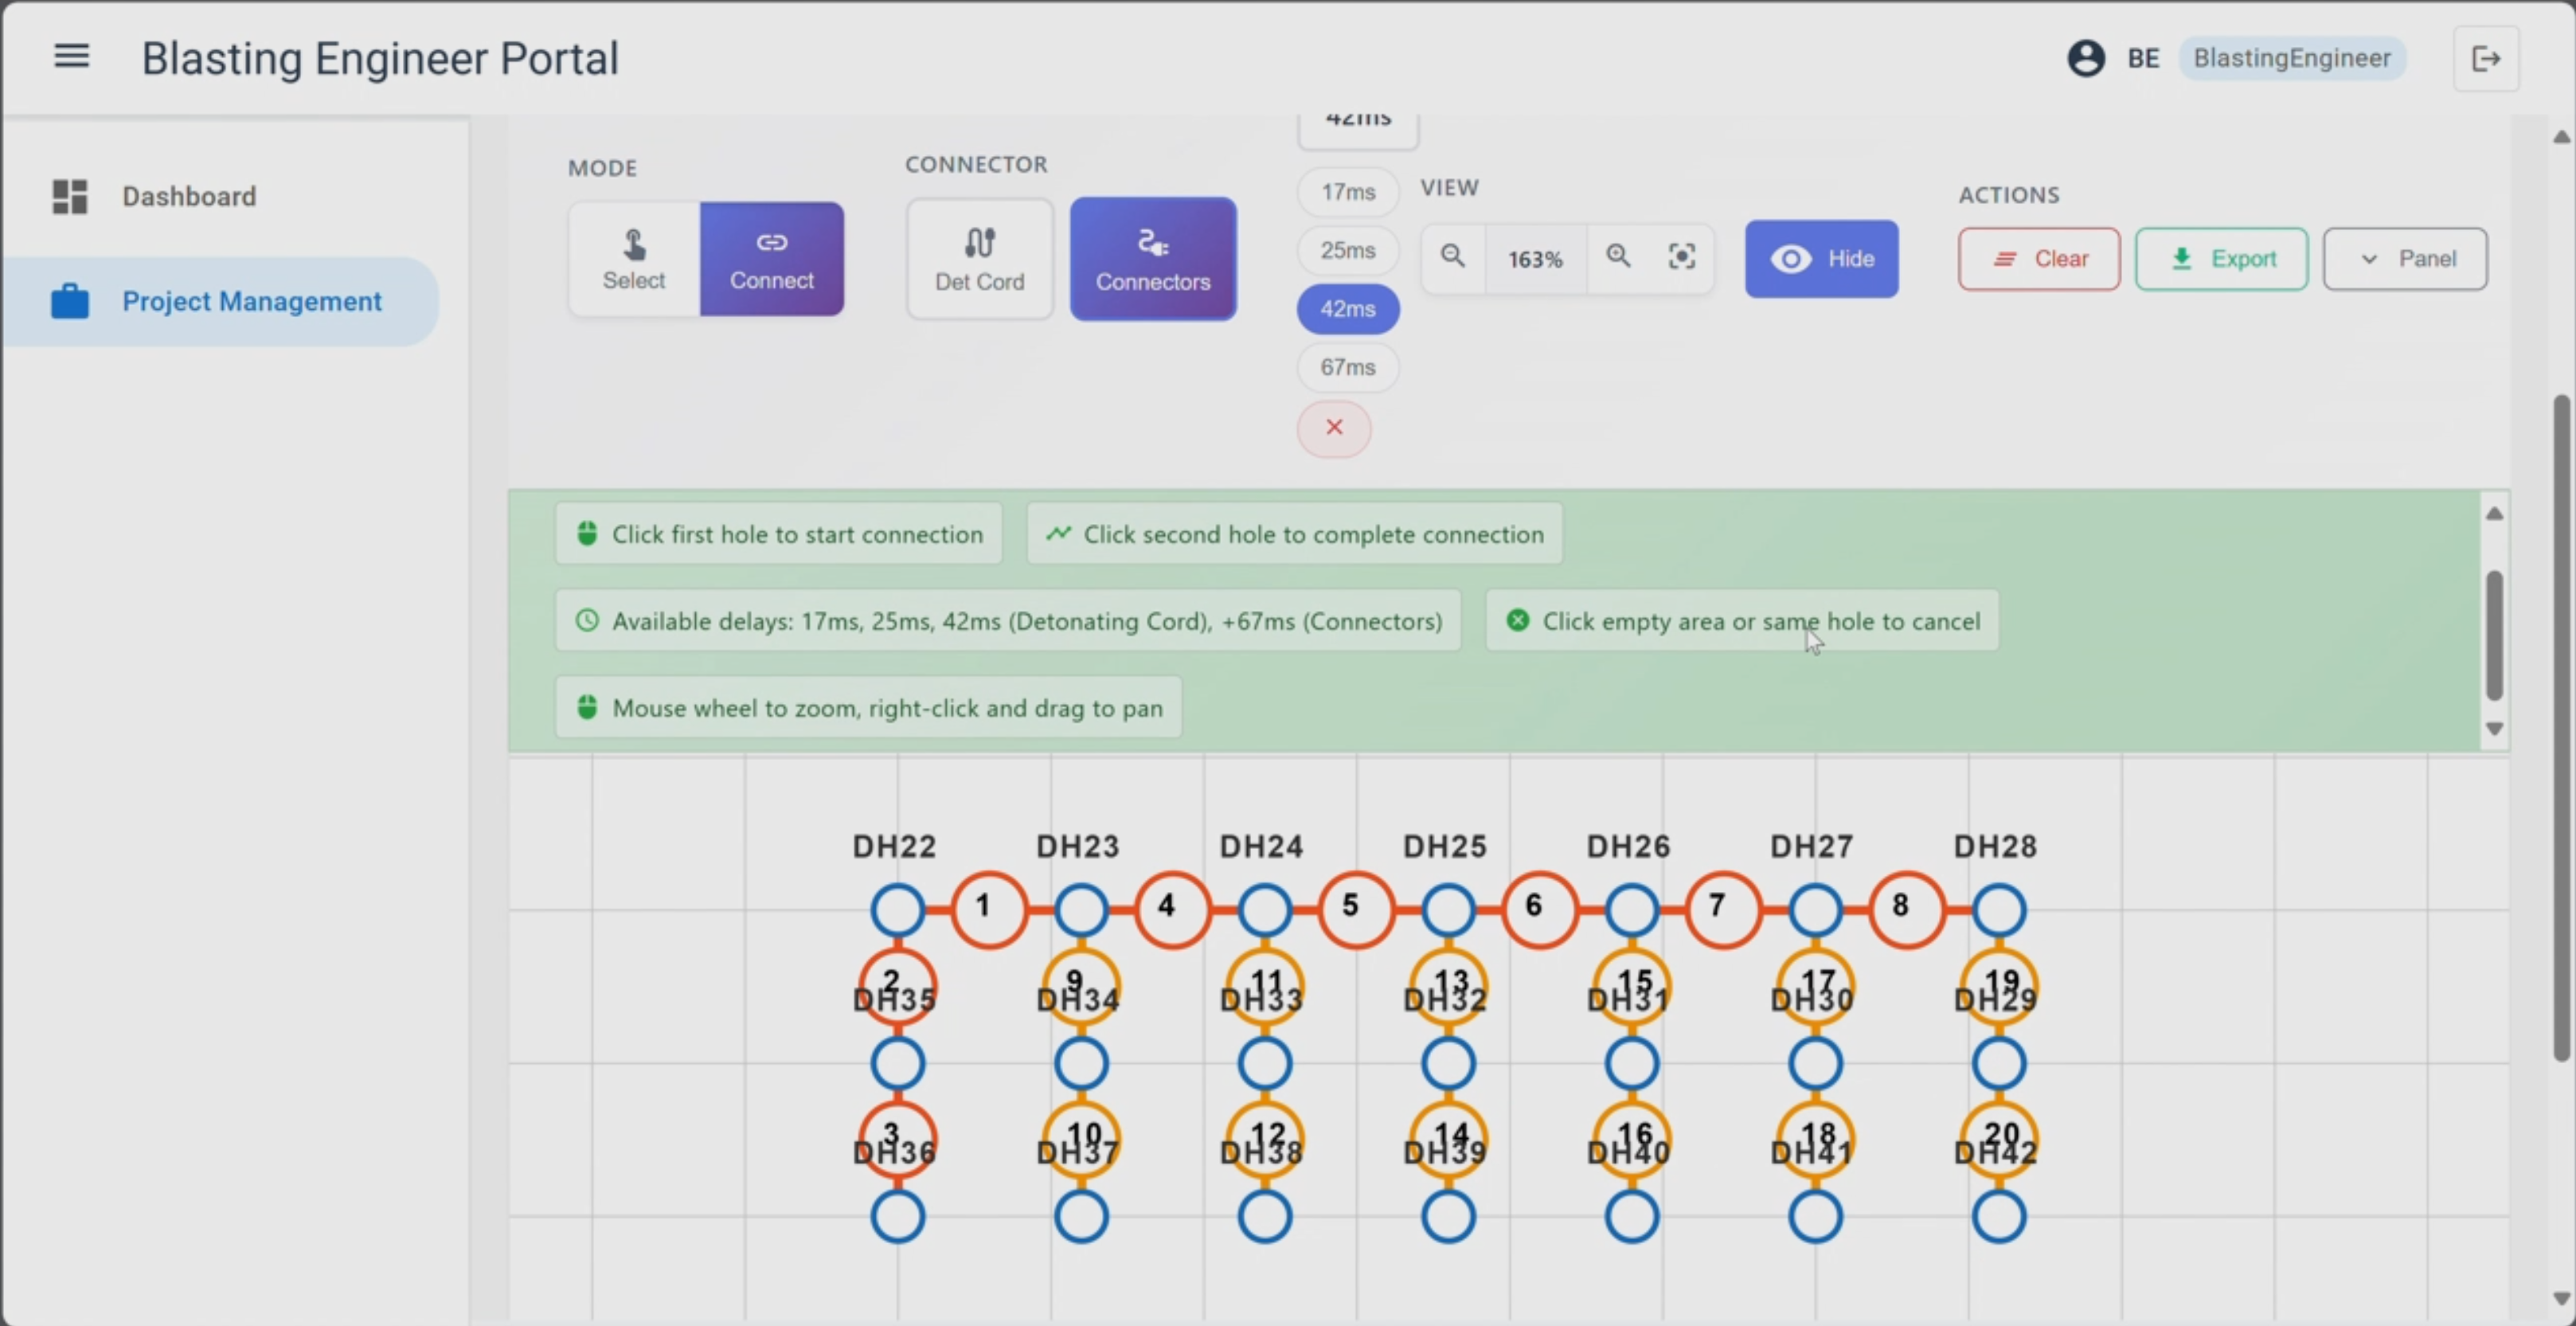 Blasting Engineer Portal
BE
BlastingEngineer
Dashboard
Project Management
MODE
Select
Connect
CONNECTOR
Det Cord
Connectors
42ms
17ms
25ms
42ms
67ms
VIEW
163%
Hide
ACTIONS
Clear
Export
Panel
Click first hole to start connection
Click second hole to complete connection
Available delays: 17ms, 25ms, 42ms (Detonating Cord), +67ms (Connectors)
Click empty area or same hole to cancel
Mouse wheel to zoom, right-click and drag to pan
DH22 DH23 DH24 DH25 DH26 DH27 DH28
1 4 5 6 7 8
2 9 11 13 15 17 19
DH35 DH34 DH33 DH32 DH31 DH30 DH29
3 10 12 14 16 18 20
DH36 DH37 DH38 DH39 DH40 DH41 DH42